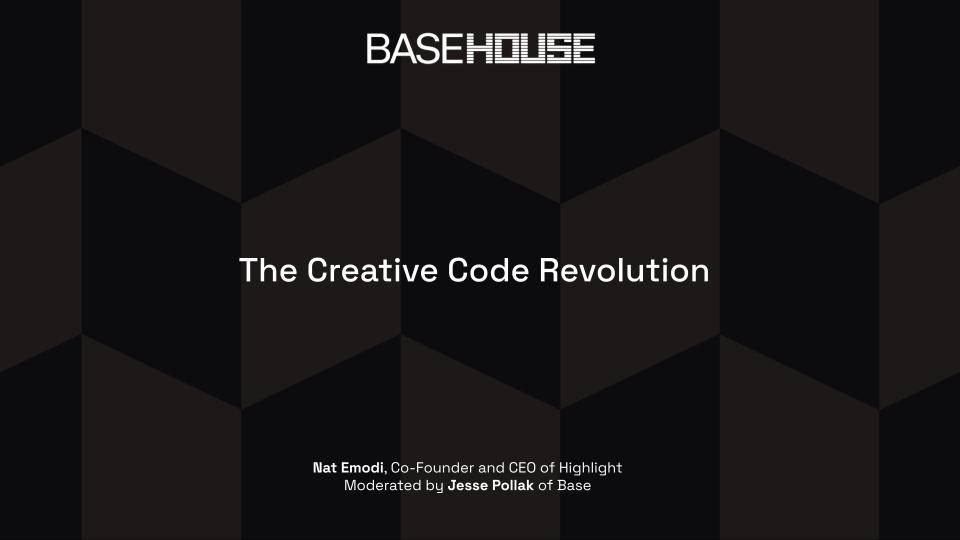 BASEHOUSE
The Creative Code Revolution
Nat Emodi, Co-Founder and CEO of Highlight
Moderated by Jesse Pollak of Base